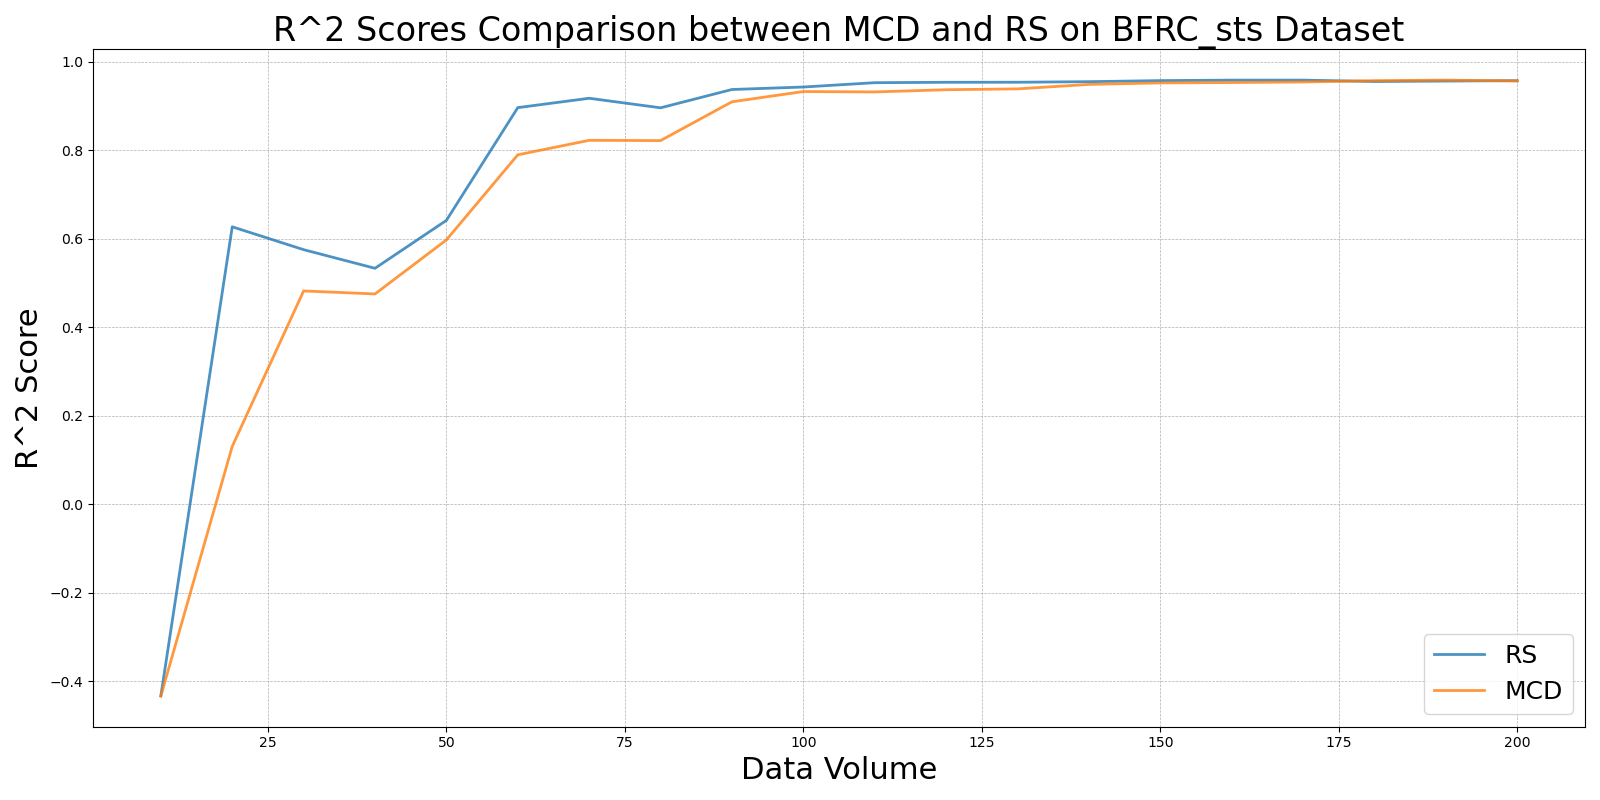 R^2 Scores Comparison between MCD and RS on BFRC_sts Dataset
R^2 Score
1.0
0.8
0.6
0.4
0.2
0.0
−0.2
−0.4
25 50 75 100 125 150 175 200
Data Volume
RS
MCD